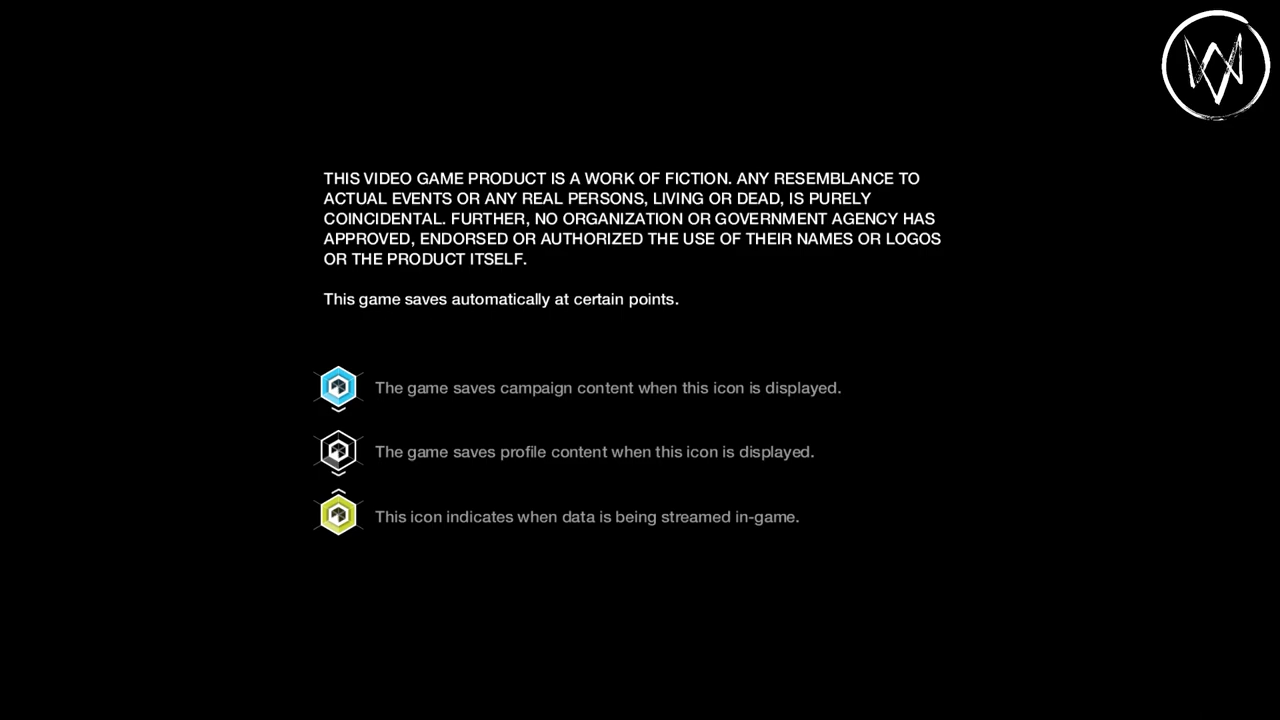 THIS VIDEO GAME PRODUCT IS A WORK OF FICTION. ANY RESEMBLANCE TO
ACTUAL EVENTS OR ANY REAL PERSONS, LIVING OR DEAD, IS PURELY
COINCIDENTAL. FURTHER, NO ORGANIZATION OR GOVERNMENT AGENCY HAS
APPROVED, ENDORSED OR AUTHORIZED THE USE OF THEIR NAMES OR LOGOS
OR THE PRODUCT ITSELF.
This game saves automatically at certain points.
The game saves campaign content when this icon is displayed.
The game saves profile content when this icon is displayed.
This icon indicates when data is being streamed in-game.